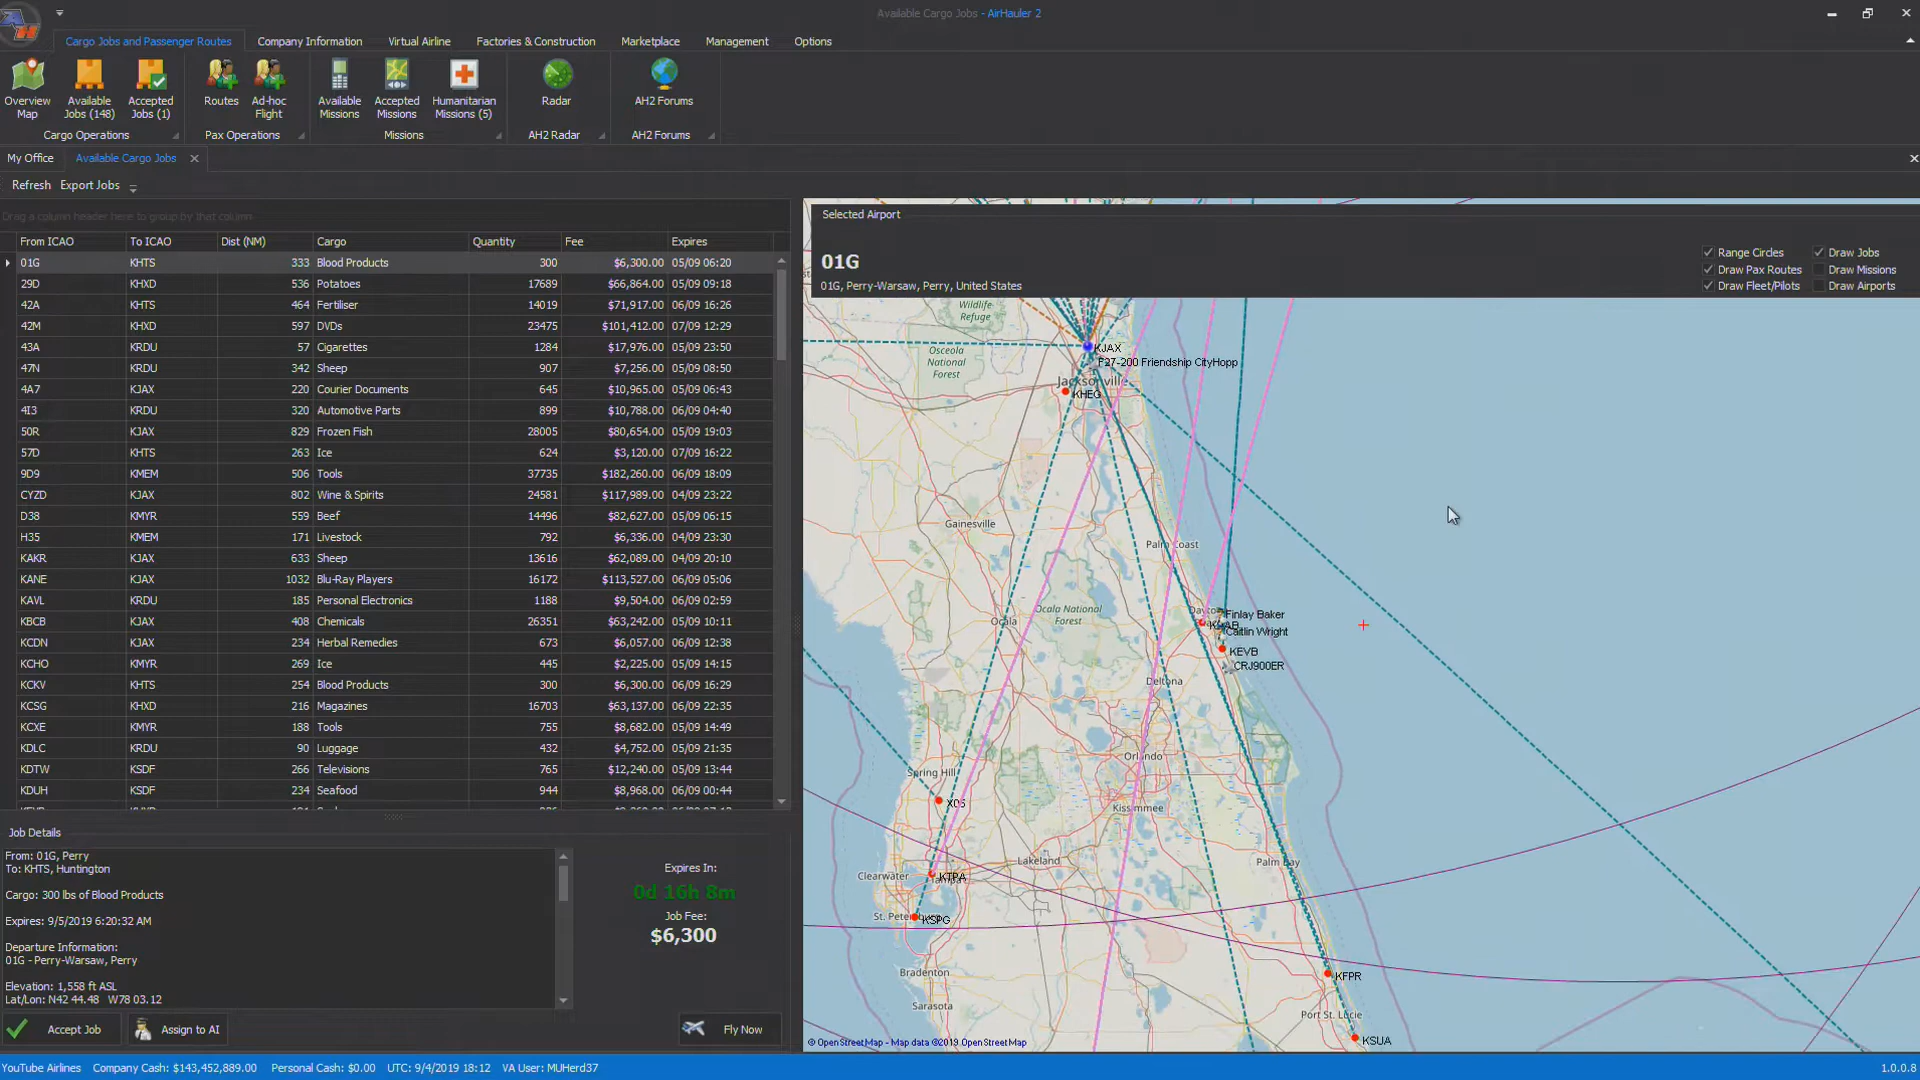 Available Cargo Jobs - AirHauler 2
Cargo Jobs and Passenger Routes Company Information Virtual Airline Factories & Construction Marketplace Management Options
Overview Map
Available Jobs (148)
Accepted Jobs (1)
Routes
Ad-hoc Flight
Available Missions
Accepted Missions
Humanitarian Missions (5)
Radar
AH2 Forums
Cargo Operations Pax Operations Missions AH2 Radar AH2 Forums
My Office Available Cargo Jobs
Refresh Export Jobs
Drag a column header here to group by that column
From ICAO To ICAO Dist (NM) Cargo Quantity Fee Expires
01G KHTS 333 Blood Products 300 $6,300.00 05/09 06:20
29D KHXD 536 Potatoes 17689 $66,864.00 05/09 09:18
42A KHTS 464 Fertiliser 14019 $71,917.00 06/09 16:26
42M KHXD 597 DVDs 23475 $101,412.00 07/09 12:29
43A KRDU 57 Cigarettes 1284 $17,976.00 05/09 23:50
47N KRDU 342 Sheep 907 $7,256.00 05/09 08:50
4A7 KJAX 220 Courier Documents 645 $10,965.00 05/09 06:43
4I3 KRDU 320 Automotive Parts 899 $10,788.00 06/09 04:40
50R KJAX 829 Frozen Fish 28005 $80,654.00 05/09 19:03
57D KHTS 263 Ice 624 $3,120.00 07/09 16:22
9D9 KMEM 506 Tools 37735 $182,260.00 06/09 18:09
CYZD KJAX 802 Wine & Spirits 24581 $117,989.00 04/09 23:22
D38 KMYR 559 Beef 14496 $82,627.00 05/09 06:15
H35 KMEM 171 Livestock 792 $6,336.00 04/09 23:30
KAKR KJAX 633 Sheep 13616 $62,089.00 04/09 20:10
KANE KJAX 1032 Blu-Ray Players 16172 $113,527.00 06/09 05:06
KAVL KRDU 185 Personal Electronics 1188 $9,504.00 06/09 02:59
KBCB KJAX 408 Chemicals 26351 $63,242.00 05/09 10:11
KCDN KJAX 234 Herbal Remedies 673 $6,057.00 06/09 12:38
KCHO KMYR 269 Ice 445 $2,225.00 05/09 14:15
KCKV KHTS 254 Blood Products 300 $6,300.00 06/09 16:29
KCSG KHXD 216 Magazines 16703 $63,137.00 06/09 22:35
KCXE KMYR 188 Tools 755 $8,682.00 05/09 14:49
KDLC KRDU 90 Luggage 432 $4,752.00 05/09 21:35
KDTW KSDF 266 Televisions 765 $12,240.00 05/09 13:44
KDUH KSDF 234 Seafood 944 $8,968.00 06/09 00:44
Job Details
From: 01G, Perry
To: KHTS, Huntington
Cargo: 300 lbs of Blood Products
Expires: 9/5/2019 6:20:32 AM
Departure Information:
01G - Perry-Warsaw, Perry
Elevation: 1,558 ft ASL
Lat/Lon: N42 44.48 W78 03.12
Expires In:
0d 16h 8m
Job Fee:
$6,300
Accept Job Assign to AI Fly Now
Selected Airport
01G
01G, Perry-Warsaw, Perry, United States
Range Circles Draw Jobs
Draw Pax Routes Draw Missions
Draw Fleet/Pilots Draw Airports
Wildlife
Refuge
Osceola
National
Forest
KJAX
F27-200 Friendship CityHopp
Jacksonville
KHEG
Gainesville
Palm Coast
Ocala National
Forest
Ocala
Finlay Baker
Caitlin Wright
KEVB
CRJ900ER
Deltona
Orlando
Spring Hill
Kissimmee
Lakeland
Palm Bay
Clearwater
KTPA
KSPG
Bradenton
KFPR
Sarasota
Port St. Lucie
KSUA
© OpenStreetMap - Map data ©2019 OpenStreetMap
YouTube Airlines Company Cash: $143,452,889.00 Personal Cash: $0.00 UTC: 9/4/2019 18:12 VA User: MUHerd37 1.0.0.8